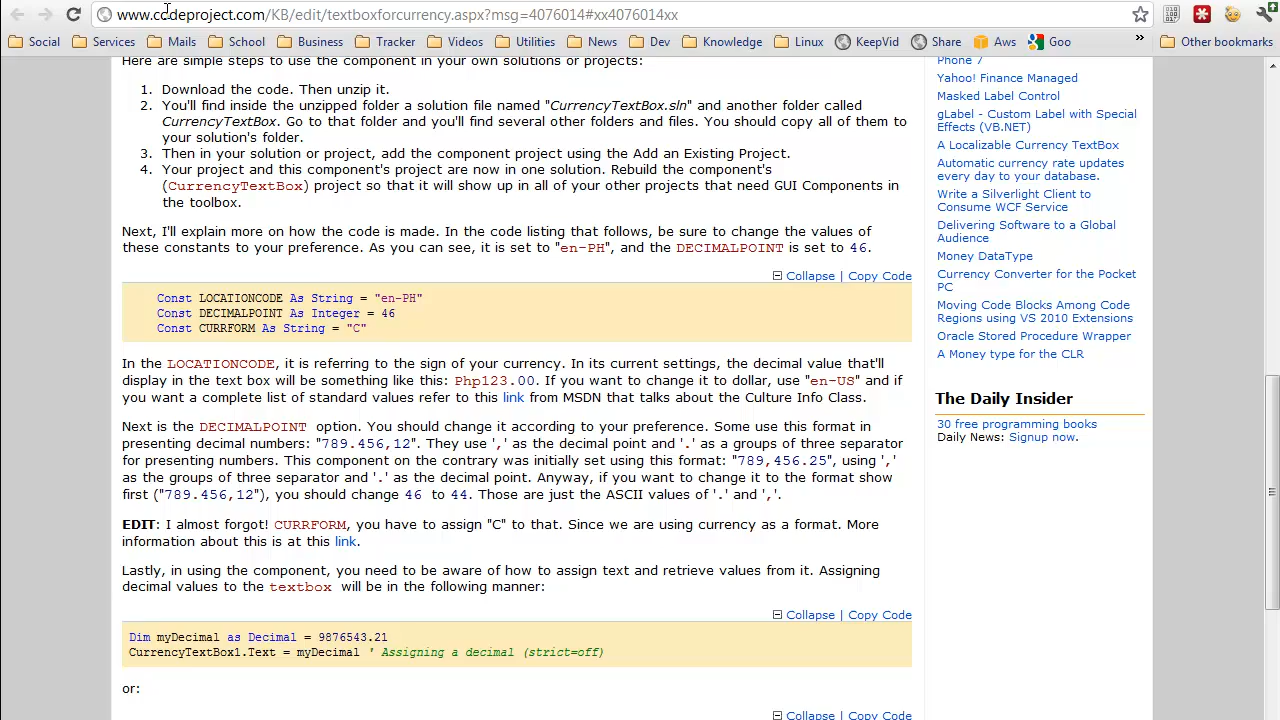 www.codeproject.com/KB/edit/textboxforcurrency.aspx?msg=4076014#xx4076014xx
Social Services Mails School Business Tracker Videos Utilities News Dev Knowledge Linux KeepVid Share Aws Goo » Other bookmarks
Here are simple steps to use the component in your own solutions or projects:
1. Download the code. Then unzip it.
2. You'll find inside the unzipped folder a solution file named "CurrencyTextBox.sln" and another folder called
CurrencyTextBox. Go to that folder and you'll find several other folders and files. You should copy all of them to
your solution's folder.
3. Then in your solution or project, add the component project using the Add an Existing Project.
4. Your project and this component's project are now in one solution. Rebuild the component's
(CurrencyTextBox) project so that it will show up in all of your other projects that need GUI Components in
the toolbox.
Next, I'll explain more on how the code is made. In the code listing that follows, be sure to change the values of
these constants to your preference. As you can see, it is set to "en-PH", and the DECIMALPOINT is set to 46.
Collapse | Copy Code
Const LOCATIONCODE As String = "en-PH"
Const DECIMALPOINT As Integer = 46
Const CURRFORM As String = "C"
In the LOCATIONCODE, it is referring to the sign of your currency. In its current settings, the decimal value that'll
display in the text box will be something like this: Php123.00. If you want to change it to dollar, use "en-US" and if
you want a complete list of standard values refer to this link from MSDN that talks about the Culture Info Class.
Next is the DECIMALPOINT option. You should change it according to your preference. Some use this format in
presenting decimal numbers: "789.456,12". They use ',' as the decimal point and '.' as a groups of three separator
for presenting numbers. This component on the contrary was initially set using this format: "789,456.25", using ','
as the groups of three separator and '.' as the decimal point. Anyway, if you want to change it to the format show
first ("789.456,12"), you should change 46 to 44. Those are just the ASCII values of '.' and ','.
EDIT: I almost forgot! CURRFORM, you have to assign "C" to that. Since we are using currency as a format. More
information about this is at this link.
Lastly, in using the component, you need to be aware of how to assign text and retrieve values from it. Assigning
decimal values to the textbox will be in the following manner:
Collapse | Copy Code
Dim myDecimal as Decimal = 9876543.21
CurrencyTextBox1.Text = myDecimal ' Assigning a decimal (strict=off)
or:
Collapse | Copy Code
Phone 7
Yahoo! Finance Managed
Masked Label Control
gLabel - Custom Label with Special
Effects (VB.NET)
A Localizable Currency TextBox
Automatic currency rate updates
every day to your database.
Write a Silverlight Client to
Consume WCF Service
Delivering Software to a Global
Audience
Money DataType
Currency Converter for the Pocket
PC
Moving Code Blocks Among Code
Regions using VS 2010 Extensions
Oracle Stored Procedure Wrapper
A Money type for the CLR
The Daily Insider
30 free programming books
Daily News: Signup now.